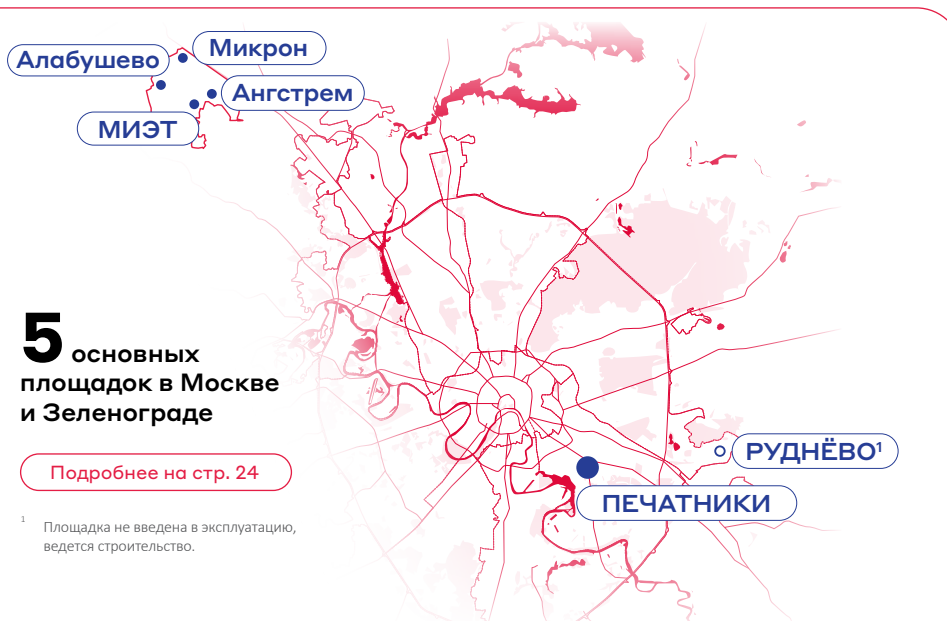 Микрон
Алабушево
Ангстрем
МИЭТ
5 основных
площадок в Москве
и Зеленограде
Подробнее на стр. 24
РУДНЁВО¹
ПЕЧАТНИКИ
¹ Площадка не введена в эксплуатацию,
ведется строительство.